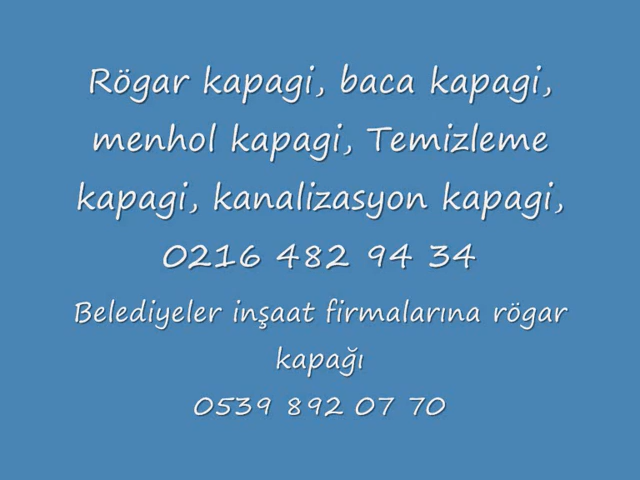 Rögar kapagi, baca kapagi,
menhol kapagi, Temizleme
kapagi, kanalizasyon kapagi,
0216 482 94 34
Belediyeler inşaat firmalarına rögar
kapağı
0539 892 07 70